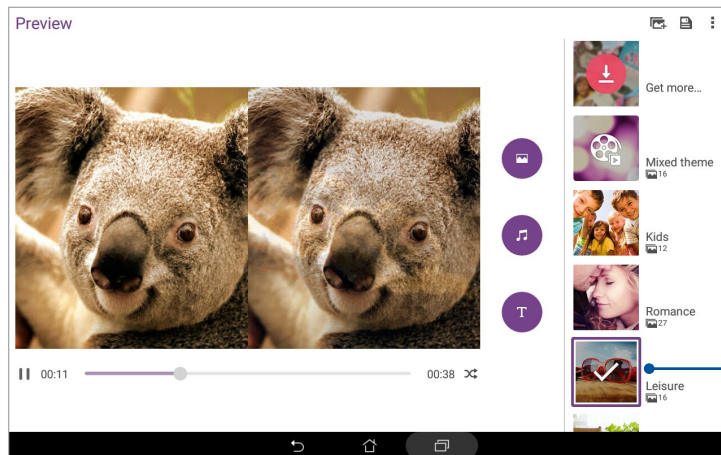 Preview
Get more...
Mixed theme
16
Kids
12
Romance
27
T
00:11
00:38
Leisure
16